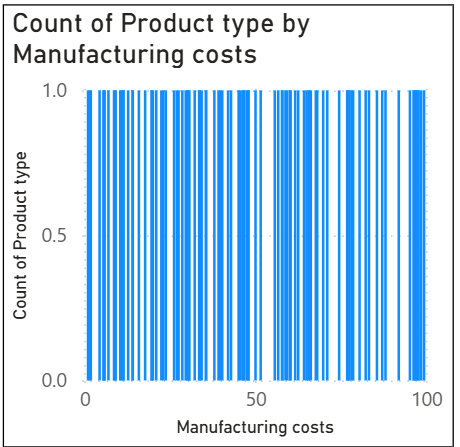 Count of Product type by
Manufacturing costs
1.0
Count of Product type
0.5
0.0
0
50
100
Manufacturing costs